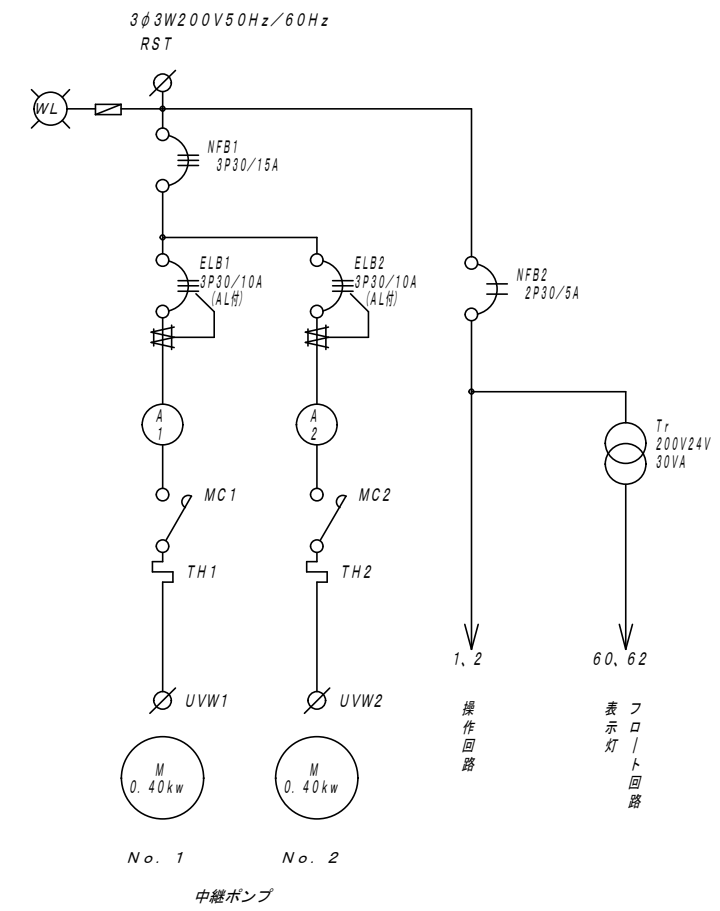 3φ3W200V50Hz/60Hz
RST
WL
NFB1
3P30/15A
ELB1
3P30/10A
(AL付)
ELB2
3P30/10A
(AL付)
NFB2
2P30/5A
A
1
A
2
Tr
200V24V
30VA
MC1
MC2
TH1
TH2
1、2
60、62
UVW1
UVW2
操作回路
表示灯
フロート回路
M
0.40kw
M
0.40kw
No.1
No.2
中継ポンプ